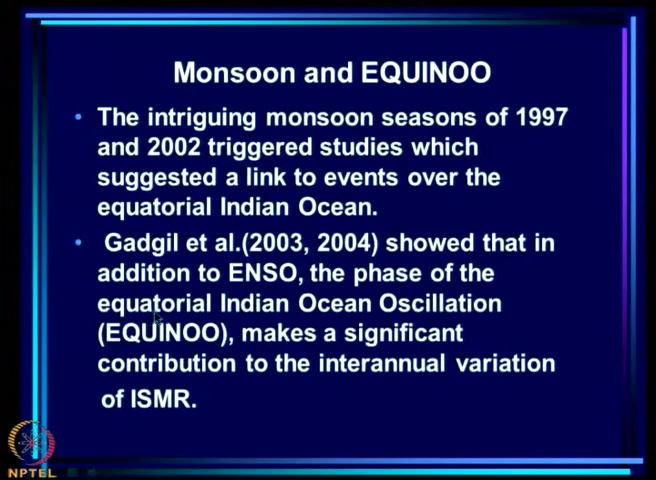 Monsoon and EQUINOO
• The intriguing monsoon seasons of 1997
and 2002 triggered studies which
suggested a link to events over the
equatorial Indian Ocean.
• Gadgil et al.(2003, 2004) showed that in
addition to ENSO, the phase of the
equatorial Indian Ocean Oscillation
(EQUINOO), makes a significant
contribution to the interannual variation
of ISMR.
NPTEL